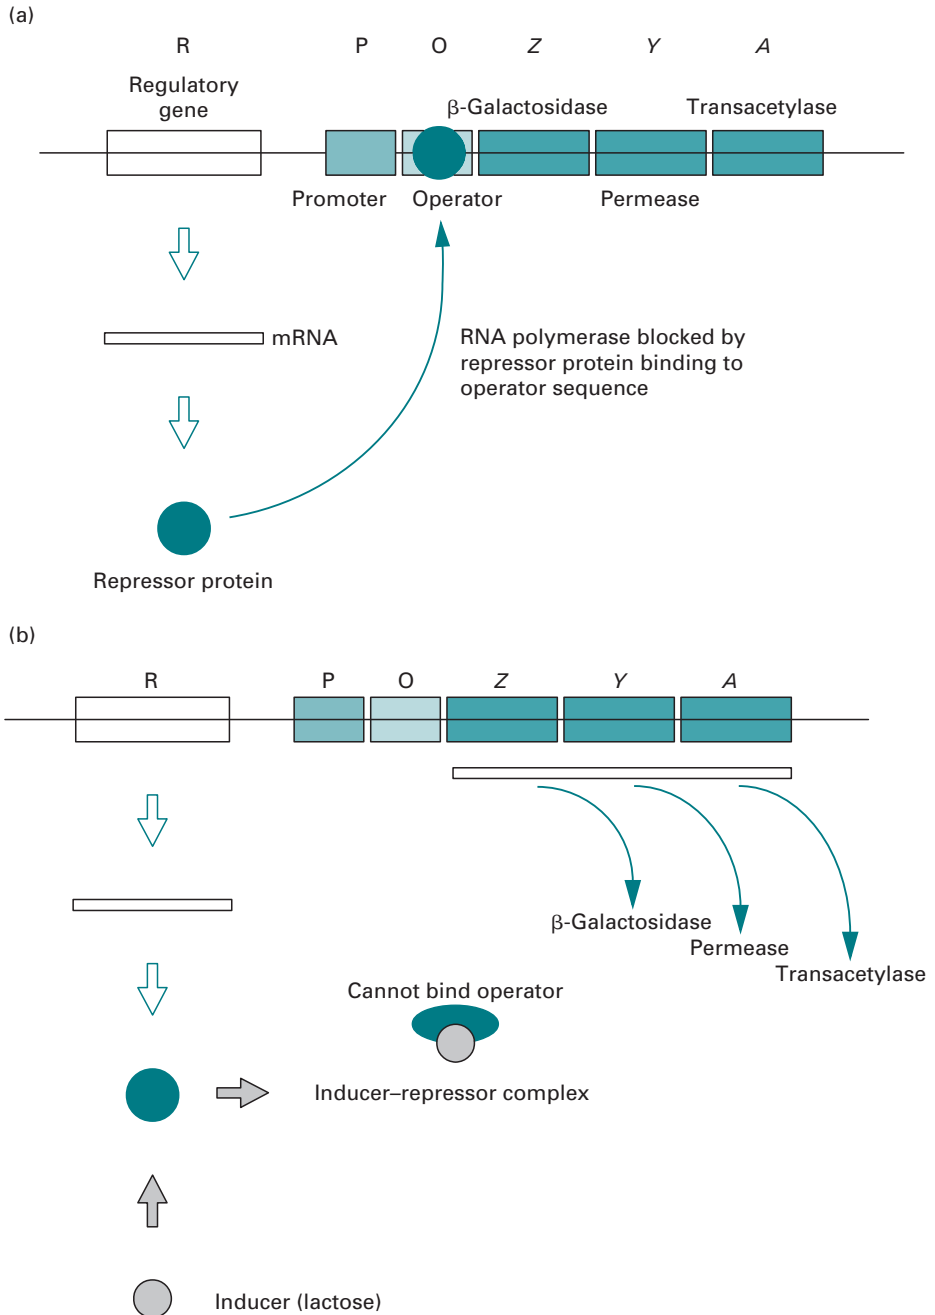 (a)
R P O Z Y A
Regulatory
gene
β-Galactosidase Transacetylase
Promoter Operator Permease
mRNA
RNA polymerase blocked by
repressor protein binding to
operator sequence
Repressor protein
(b)
R P O Z Y A
β-Galactosidase
Permease
Transacetylase
Cannot bind operator
Inducer–repressor complex
Inducer (lactose)